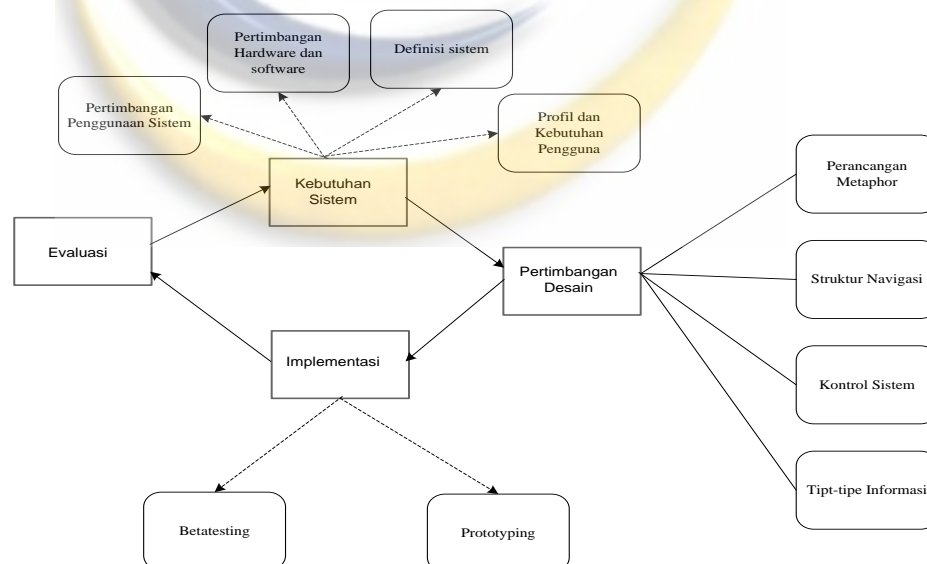 Pertimbangan
Hardware dan
software
Definisi sistem
Pertimbangan
Penggunaan Sistem
Profil dan
Kebutuhan
Pengguna
Kebutuhan
Sistem
Perancangan
Metaphor
Evaluasi
Pertimbangan
Desain
Struktur Navigasi
Implementasi
Kontrol Sistem
Tipt-tipe Informasi
Betatesting
Prototyping